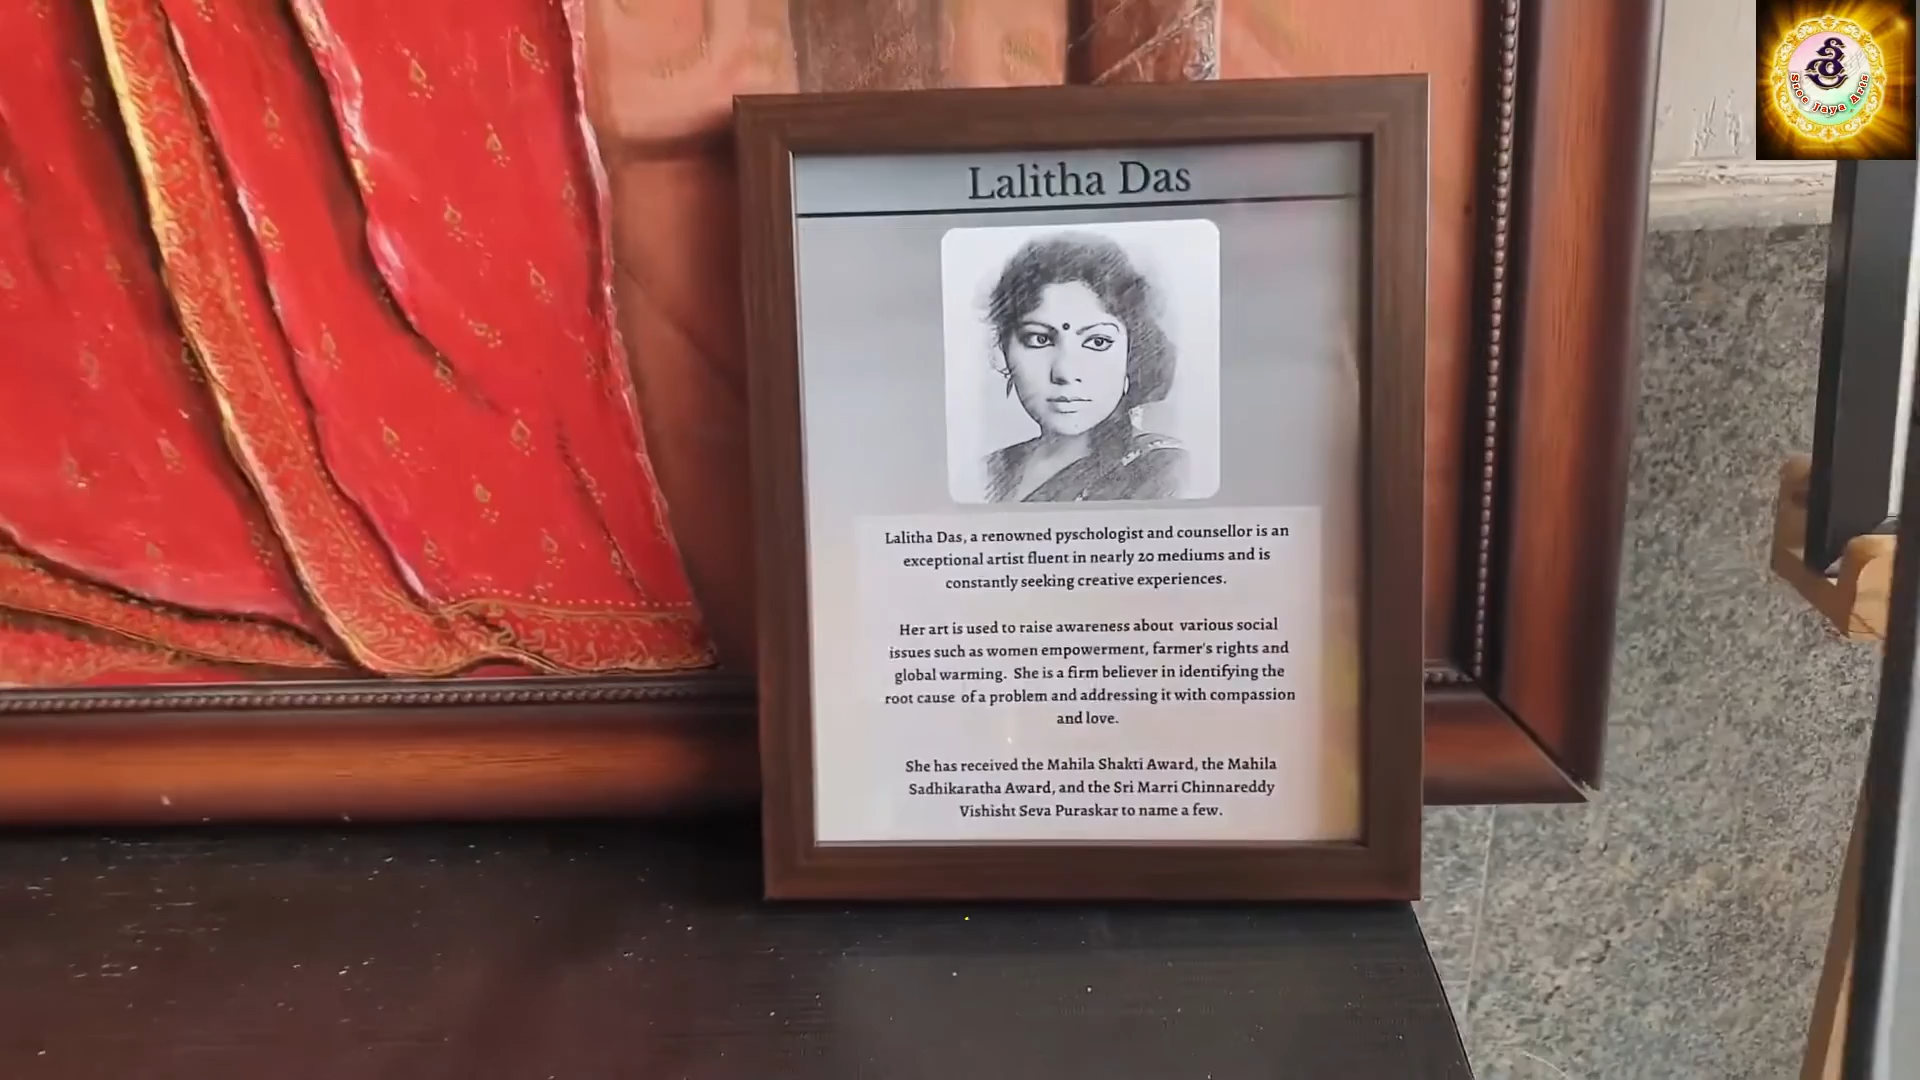 Lalitha Das
Lalitha Das, a renowned pyschologist and counsellor is an
exceptional artist fluent in nearly 20 mediums and is
constantly seeking creative experiences.
Her art is used to raise awareness about various social
issues such as women empowerment, farmer's rights and
global warming. She is a firm believer in identifying the
root cause of a problem and addressing it with compassion
and love.
She has received the Mahila Shakti Award, the Mahila
Sadhikaratha Award, and the Sri Marri Chinnareddy
Vishisht Seva Puraskar to name a few.
Sree Jaya Arts